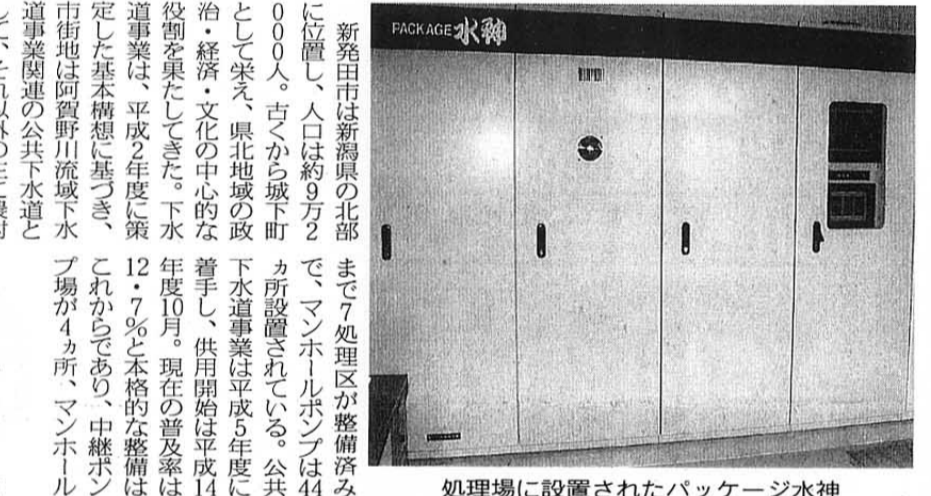 PACKAGE水神
新発田市は新潟県の北部
に位置し、人口は約9万2
000人。古くから城下町
として栄え、県北地域の政
治・経済・文化の中心的な
役割を果たしてきた。下水
道事業は、平成2年度に策
定した基本構想に基づき、
市街地は阿賀野川流域下水
道事業関連の公共下水道と
まで7処理区が整備済み
で、マンホールポンプは44
ヵ所設置されている。公共
下水道事業は平成5年度に
着手し、供用開始は平成14
年度10月。現在の普及率は
12・7％と本格的な整備は
これからであり、中継ポン
プ場が4ヵ所、マンホール
処理場に設置されたパッケージ水神